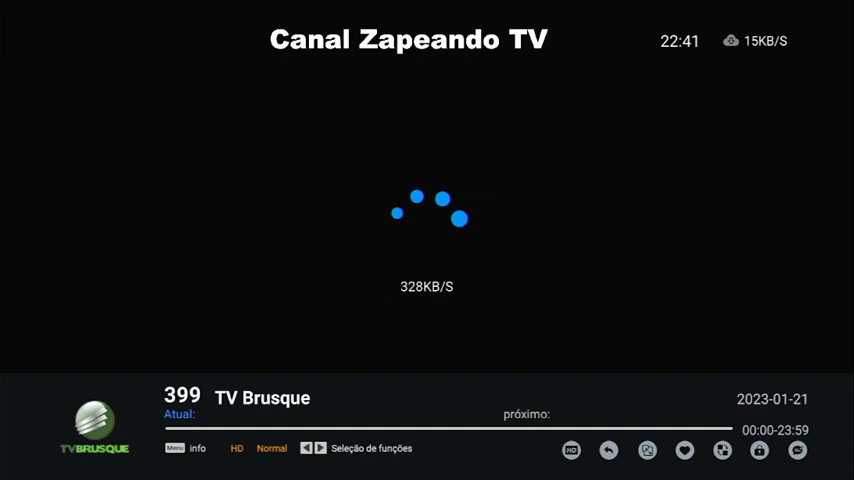 Canal Zapeando TV
22:41
15KB/S
328KB/S
399 TV Brusque
2023-01-21
Atual:
próximo:
00:00-23:59
TVBRUSQUE
Menu info HD Normal Seleção de funções
HD